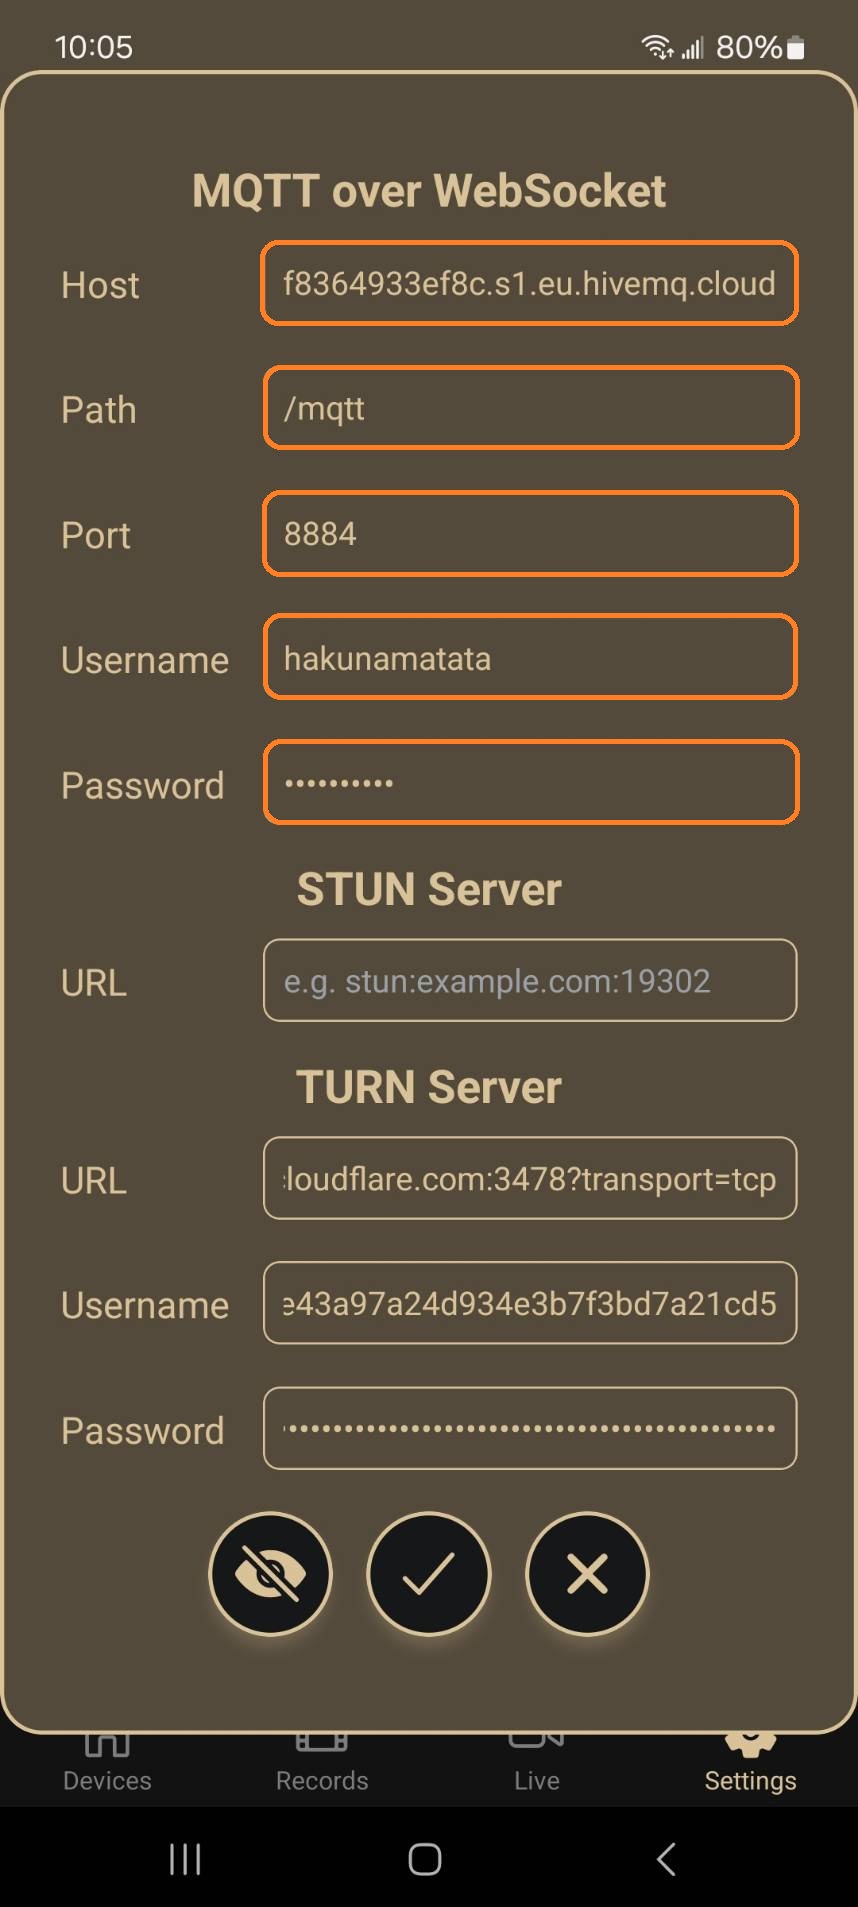 10:05 80%
MQTT over WebSocket
Host f8364933ef8c.s1.eu.hivemq.cloud
Path /mqtt
Port 8884
Username hakunamatata
Password ••••••••••
STUN Server
URL e.g. stun:example.com:19302
TURN Server
URL loudflare.com:3478?transport=tcp
Username e43a97a24d934e3b7f3bd7a21cd5
Password
Devices Records Live Settings